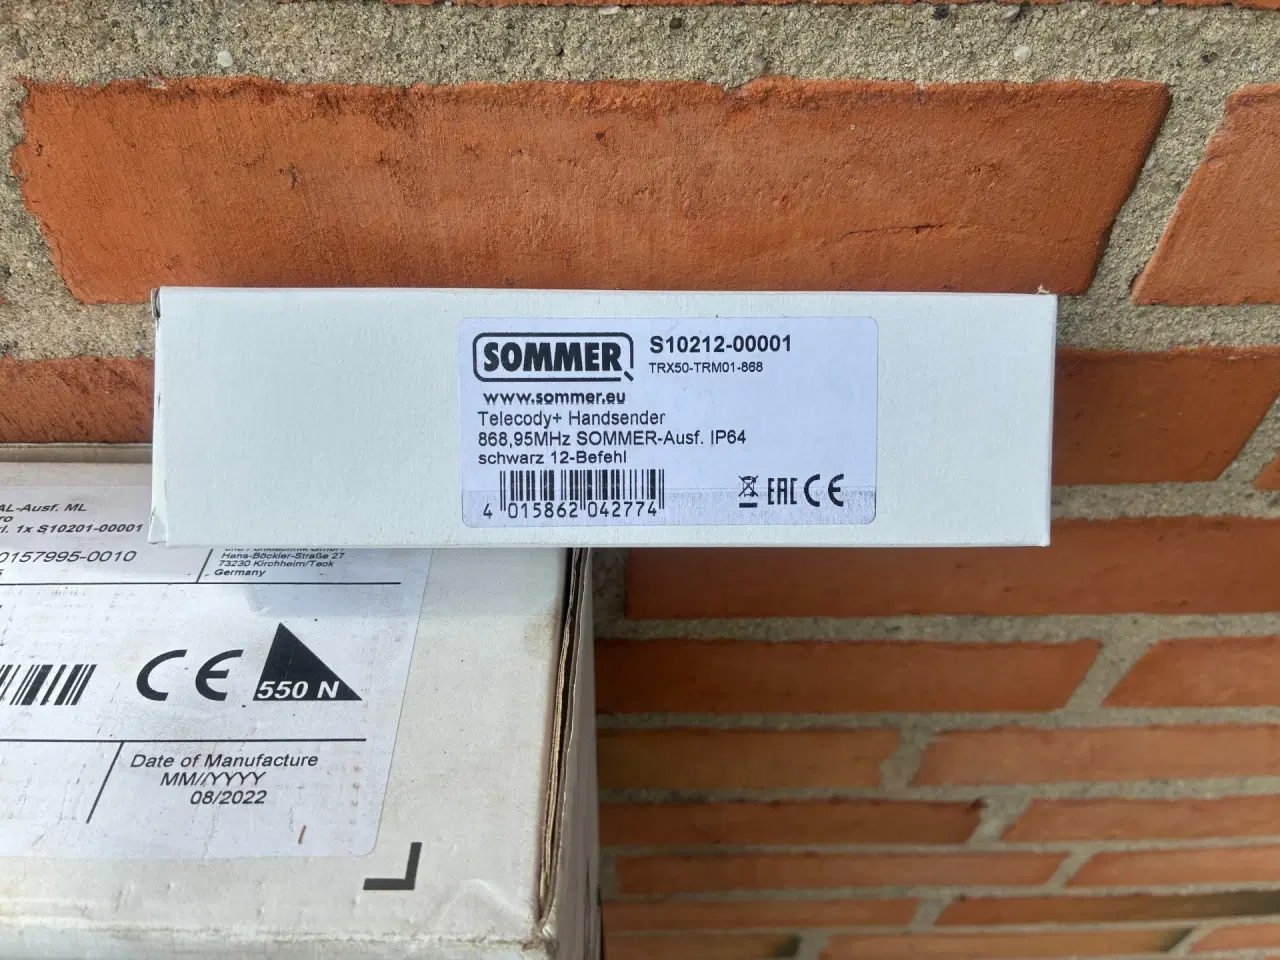 SOMMER
S10212-00001
TRX50-TRM01-868
www.sommer.eu
Telecody+ Handsender
868,95MHz SOMMER-Ausf. IP64
schwarz 12-Befehl
4 015862 042774
EAC CE
AL-Ausf. ML
ro
l. 1x S10201-00001
0157995-0010
Hans-Böckler-Straße 27
73230 Kirchheim/Teck
Germany
CE
550 N
Date of Manufacture
MM//YYYY
08/2022